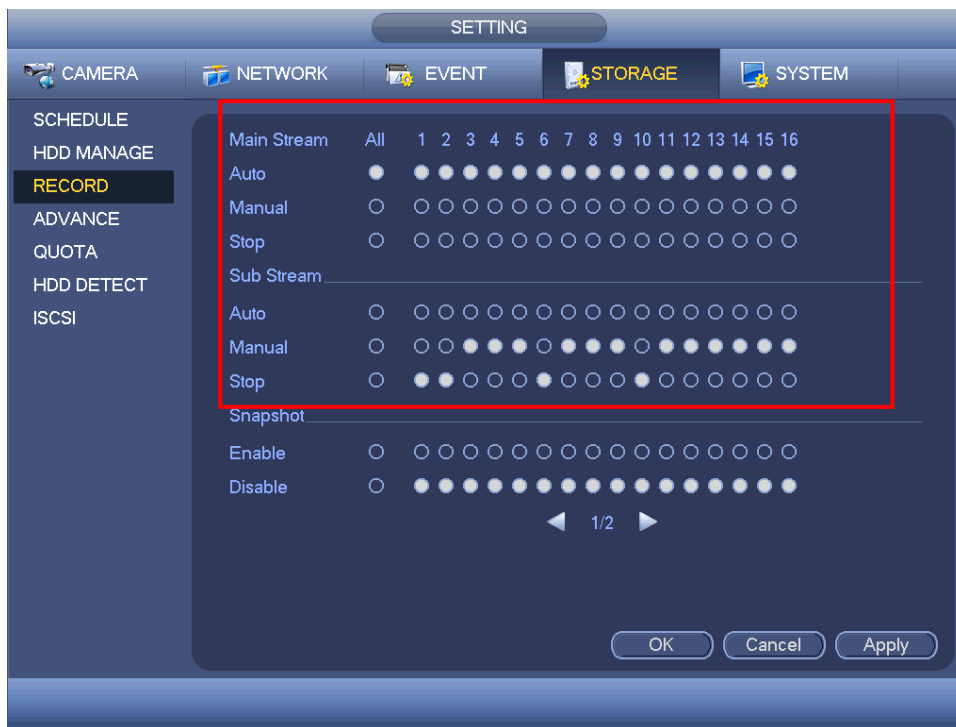 SETTING
CAMERA NETWORK EVENT STORAGE SYSTEM
SCHEDULE
HDD MANAGE
RECORD
ADVANCE
QUOTA
HDD DETECT
ISCSI
Main Stream All 1 2 3 4 5 6 7 8 9 10 11 12 13 14 15 16
Auto
Manual
Stop
Sub Stream
Auto
Manual
Stop
Snapshot
Enable
Disable
1/2
OK Cancel Apply